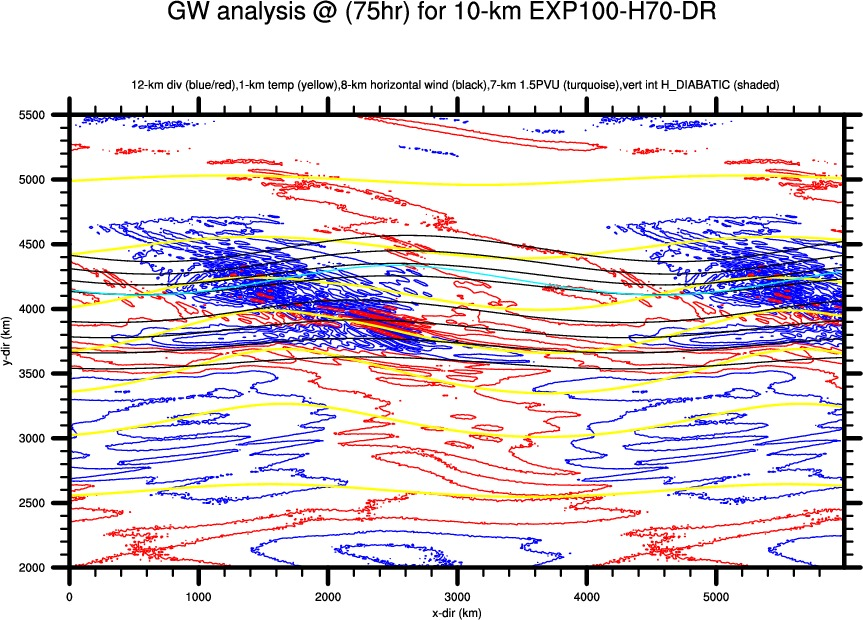 GW analysis @ (75hr) for 10-km EXP100-H70-DR
12-km div (blue/red),1-km temp (yellow),8-km horizontal wind (black),7-km 1.5PVU (turquoise),vert int H_DIABATIC (shaded)
5500
5000
4500
4000
3500
3000
2500
2000
y-dir (km)
0 1000 2000 3000 4000 5000
x-dir (km)